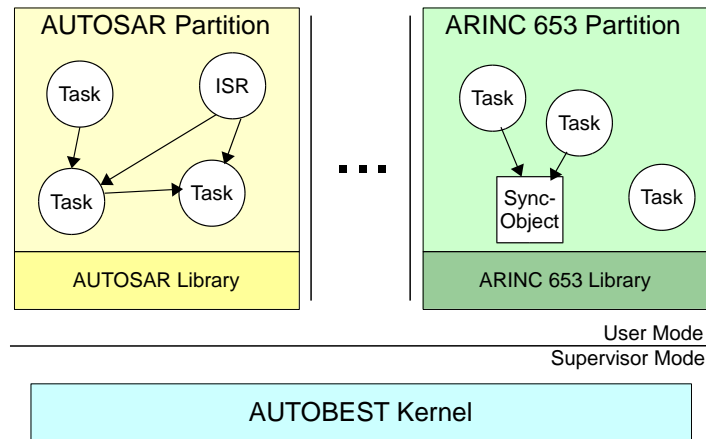 AUTOSAR Partition
Task
ISR
Task
Task
AUTOSAR Library
...
ARINC 653 Partition
Task
Task
Sync-
Object
Task
ARINC 653 Library
User Mode
Supervisor Mode
AUTOBEST Kernel